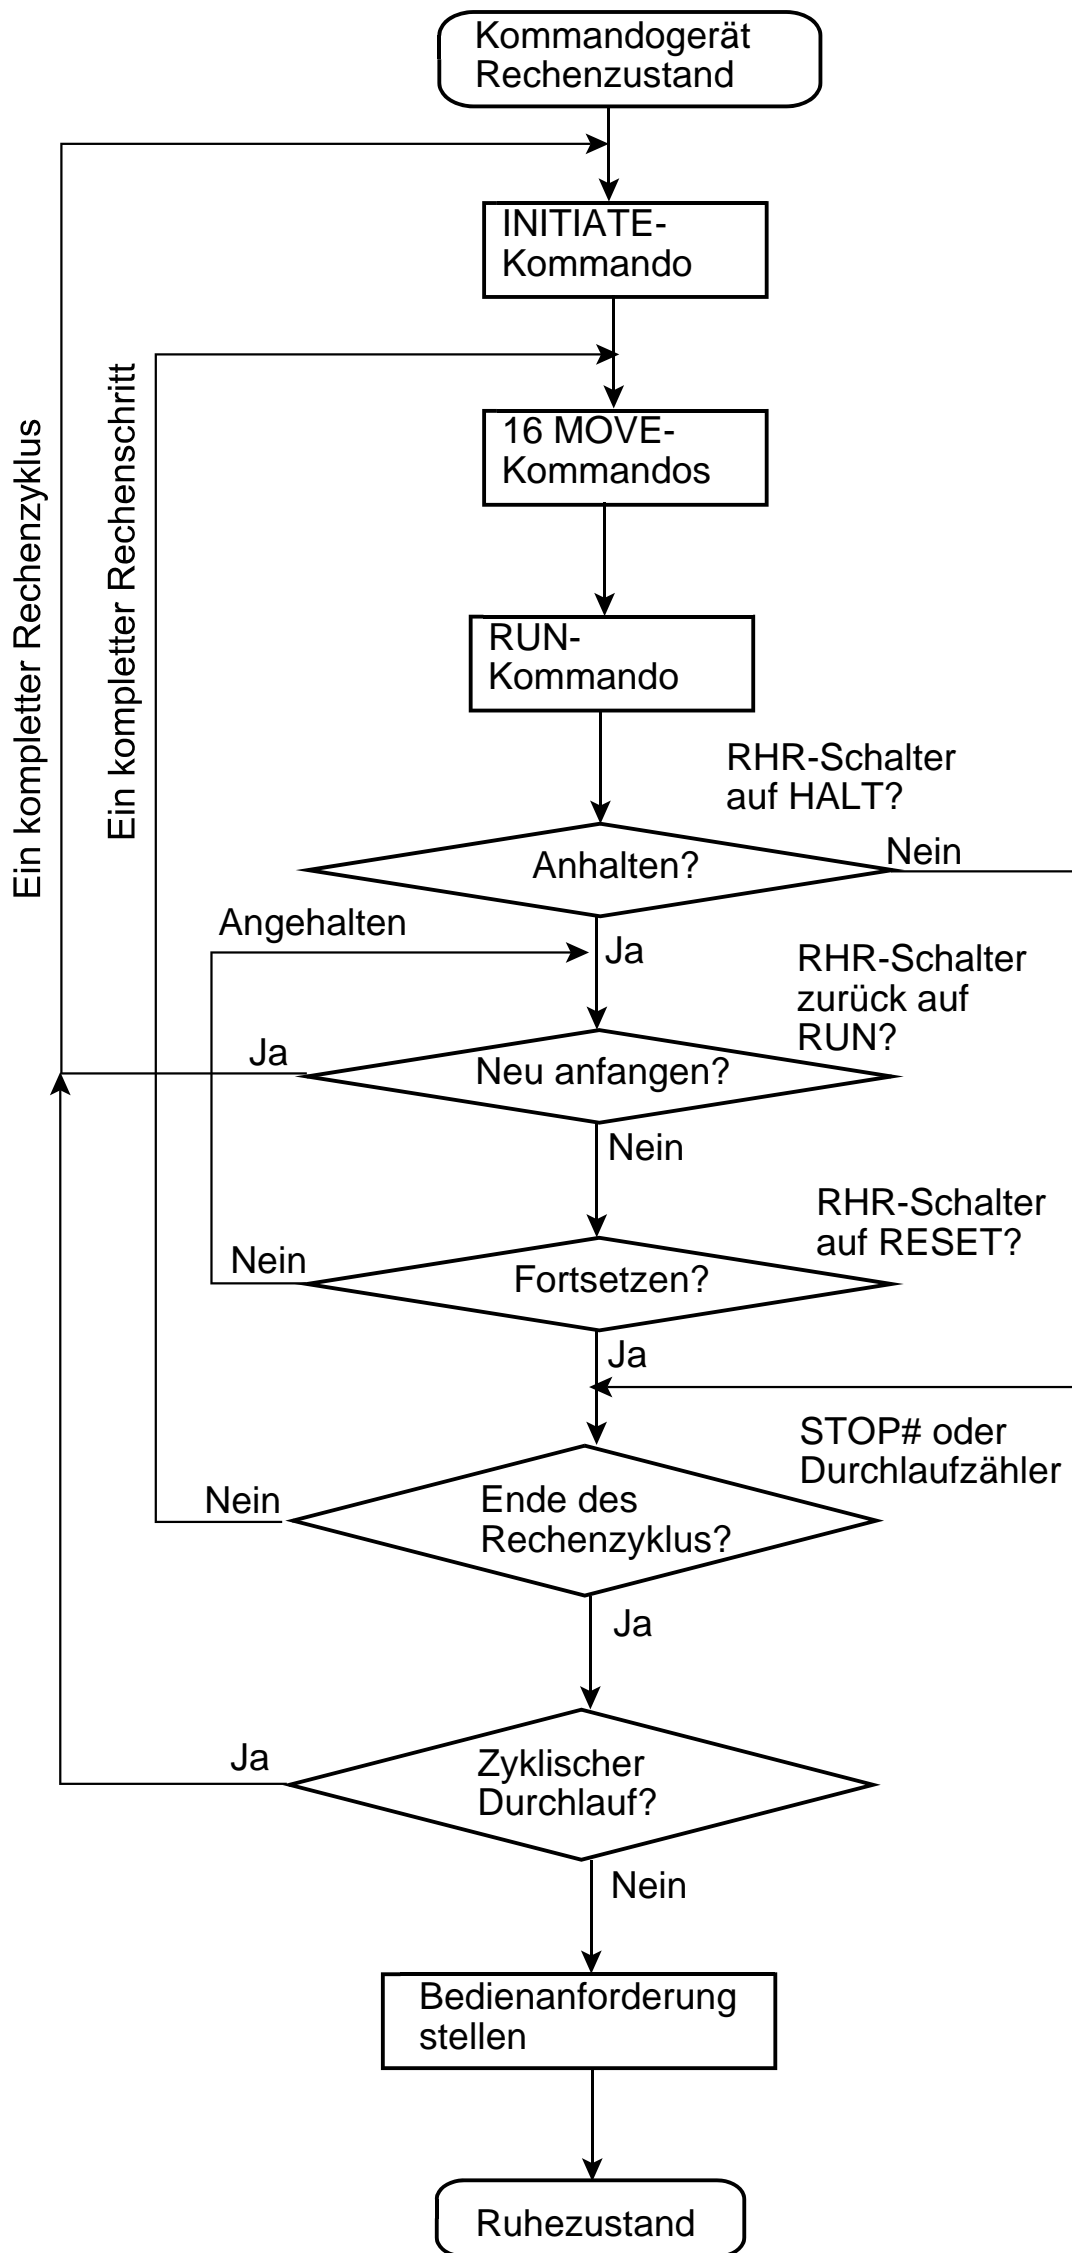 Kommandogerät
Rechenzustand
INITIATE-
Kommando
Ein kompletter Rechenzyklus
Ein kompletter Rechenschritt
16 MOVE-
Kommandos
RUN-
Kommando
RHR-Schalter
auf HALT?
Anhalten?
Nein
Angehalten
Ja
RHR-Schalter
zurück auf
RUN?
Ja
Neu anfangen?
Nein
RHR-Schalter
auf RESET?
Nein
Fortsetzen?
Ja
STOP# oder
Durchlaufzähler
Nein
Ende des
Rechenzyklus?
Ja
Ja
Zyklischer
Durchlauf?
Nein
Bedienanforderung
stellen
Ruhezustand